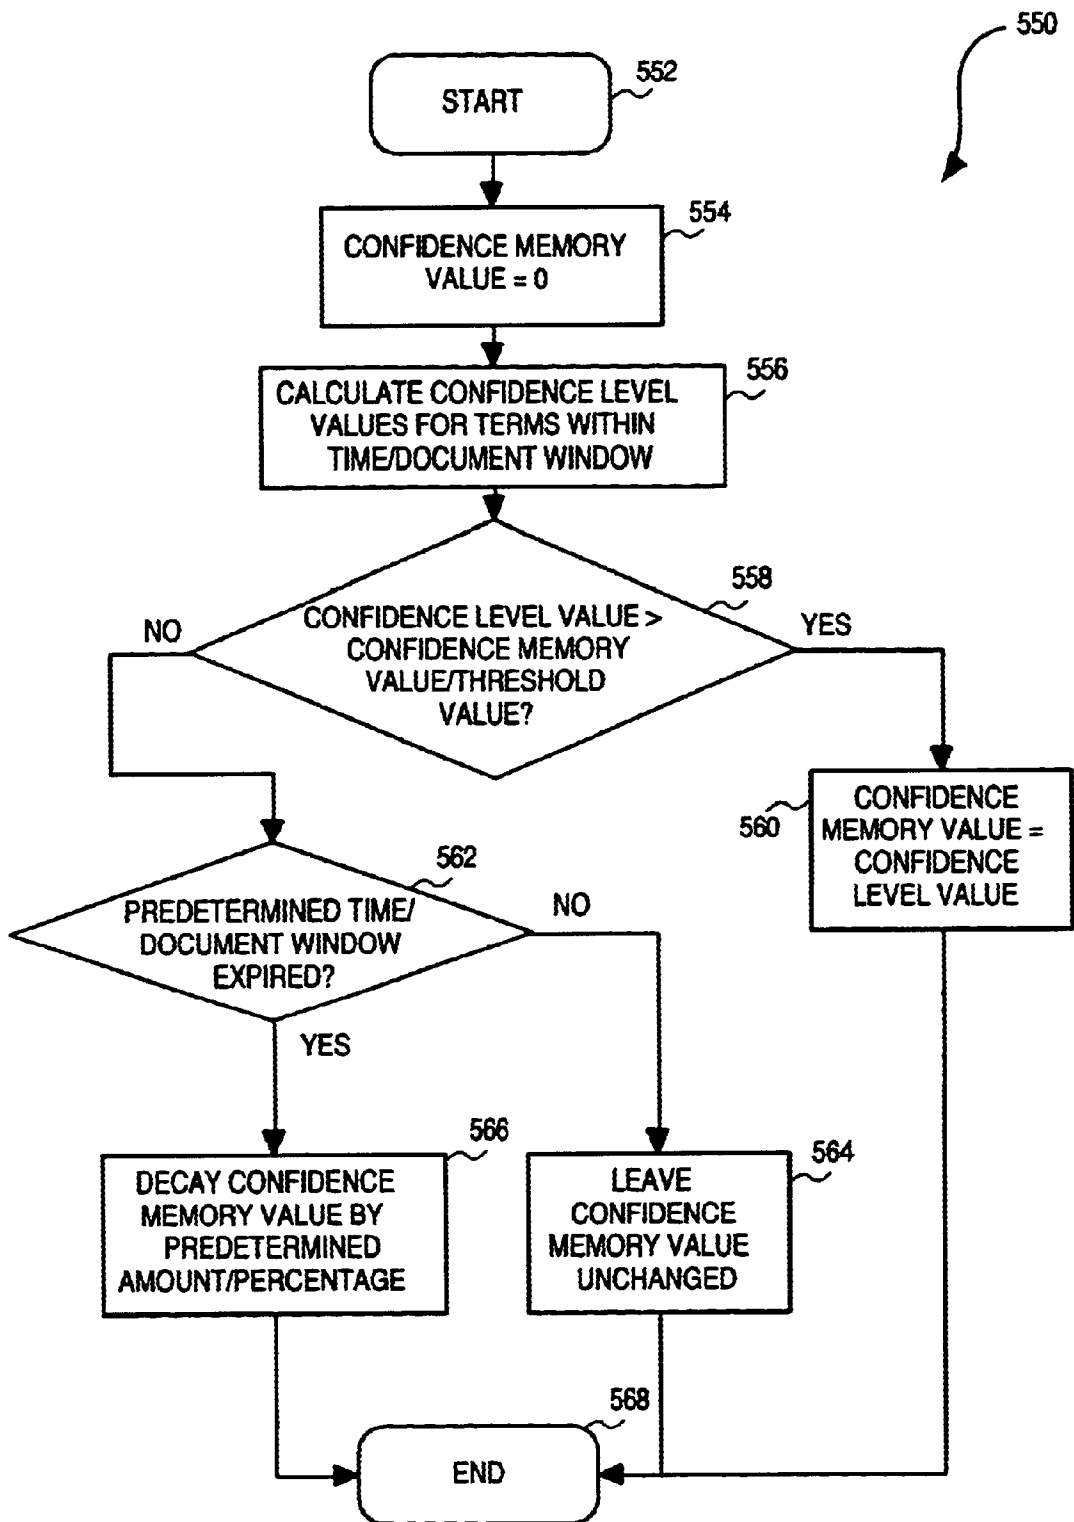 550
START
552
554
CONFIDENCE MEMORY
VALUE = 0
556
CALCULATE CONFIDENCE LEVEL
VALUES FOR TERMS WITHIN
TIME/DOCUMENT WINDOW
558
NO
CONFIDENCE LEVEL VALUE >
CONFIDENCE MEMORY
VALUE/THRESHOLD
VALUE?
YES
560
CONFIDENCE
MEMORY VALUE =
CONFIDENCE
LEVEL VALUE
562
PREDETERMINED TIME/
DOCUMENT WINDOW
EXPIRED?
NO
YES
566
DECAY CONFIDENCE
MEMORY VALUE BY
PREDETERMINED
AMOUNT/PERCENTAGE
564
LEAVE
CONFIDENCE
MEMORY VALUE
UNCHANGED
568
END